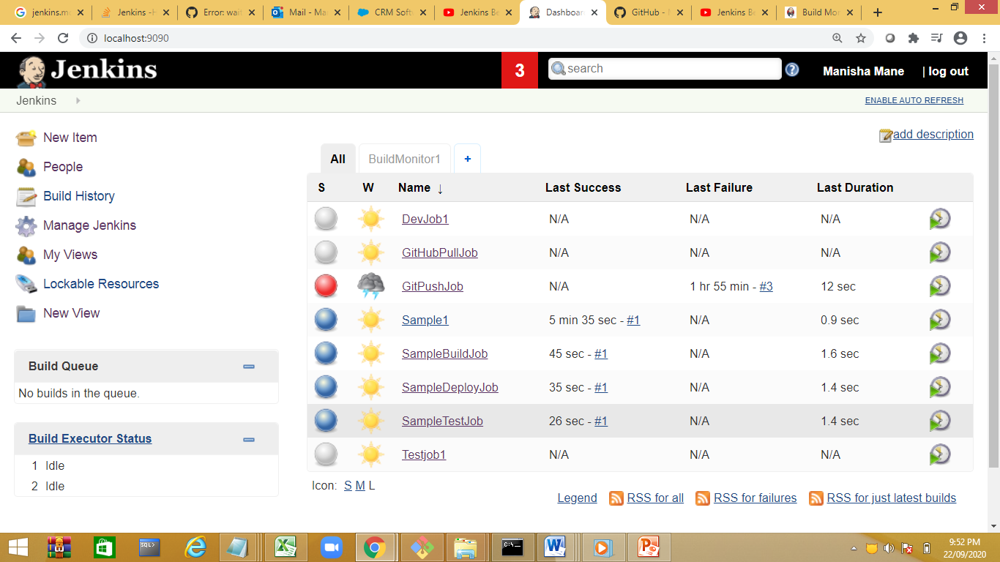 jenkins.m
Jenkins -H
Error: wait
Mail - Ma
CRM Soft
Jenkins Be
Dashboar
GitHub -
Jenkins Be
Build Mor
localhost:9090
Jenkins
3
search
Manisha Mane
| log out
Jenkins
ENABLE AUTO REFRESH
New Item
People
Build History
Manage Jenkins
My Views
Lockable Resources
New View
Build Queue
No builds in the queue.
Build Executor Status
1 Idle
2 Idle
add description
All BuildMonitor1 +
S W Name ↓ Last Success Last Failure Last Duration
DevJob1 N/A N/A N/A
GitHubPullJob N/A N/A N/A
GitPushJob N/A 1 hr 55 min - #3 12 sec
Sample1 5 min 35 sec - #1 N/A 0.9 sec
SampleBuildJob 45 sec - #1 N/A 1.6 sec
SampleDeployJob 35 sec - #1 N/A 1.4 sec
SampleTestJob 26 sec - #1 N/A 1.4 sec
Testjob1 N/A N/A N/A
Icon: S M L
Legend RSS for all RSS for failures RSS for just latest builds
SQL>
C:\_
9:52 PM
22/09/2020